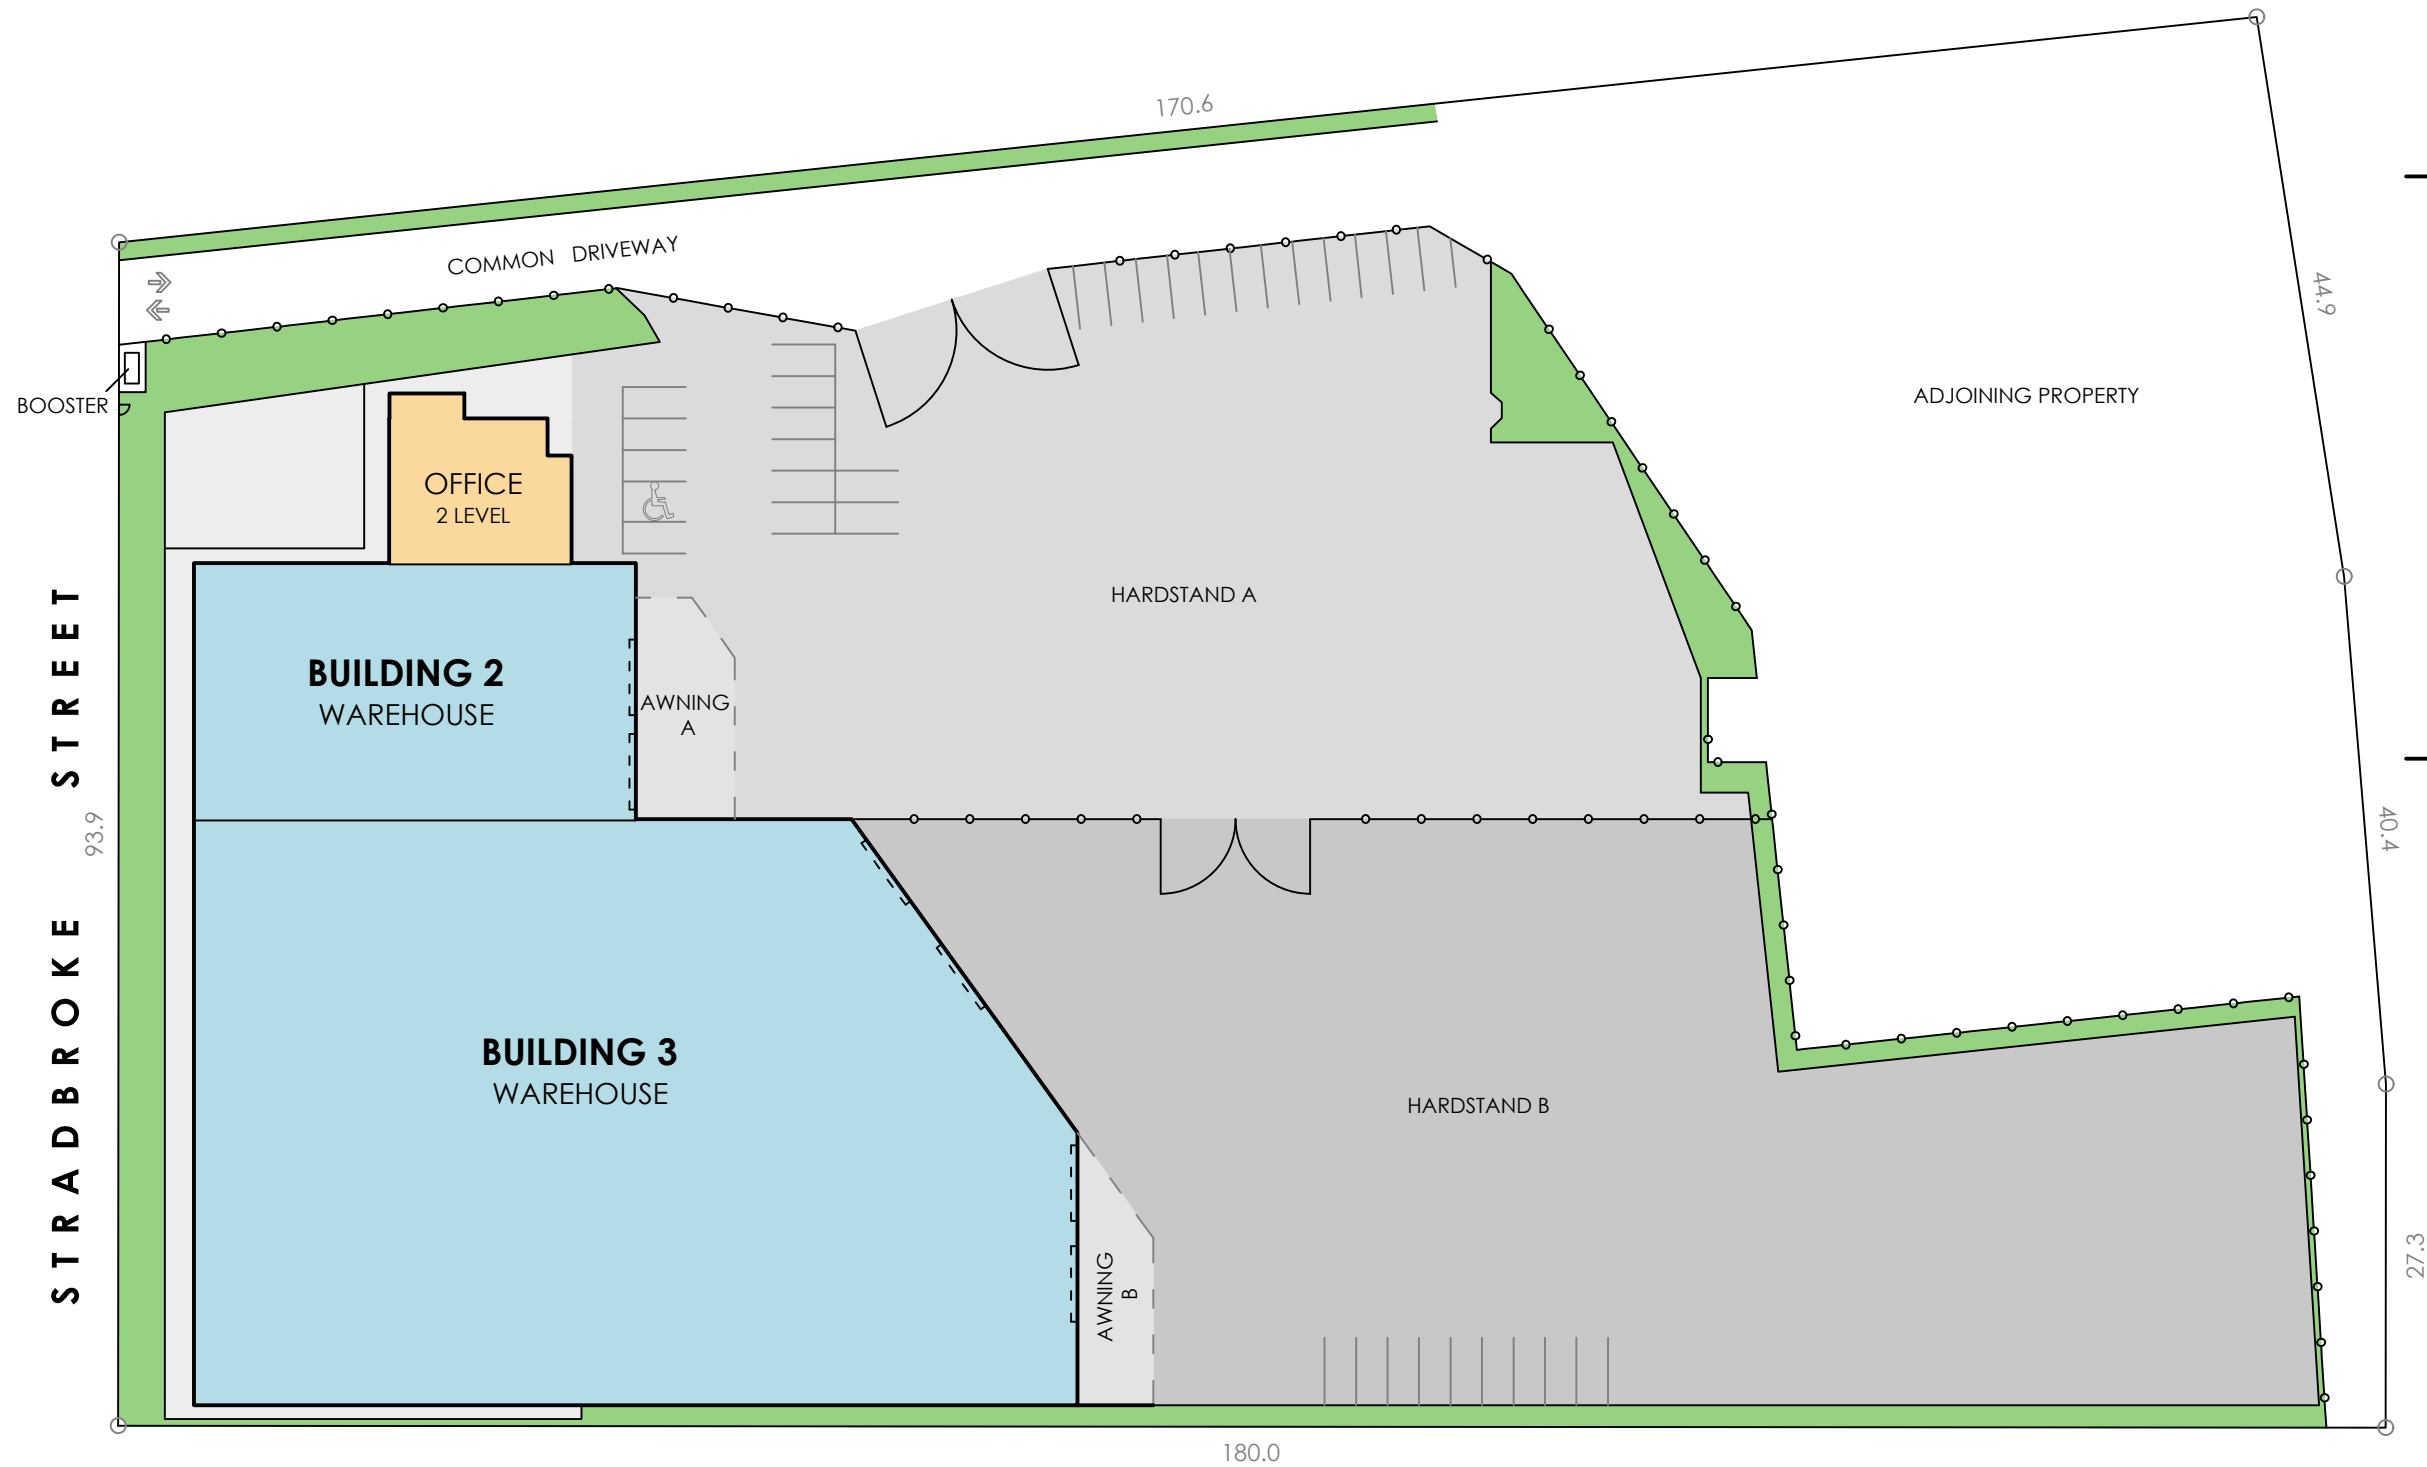 170.6
COMMON DRIVEWAY
44.9
BOOSTER
ADJOINING PROPERTY
OFFICE
2 LEVEL
HARDSTAND A
BUILDING 2
WAREHOUSE
AWNING
A
STRADBROKE STREET
93.9
40.4
BUILDING 3
WAREHOUSE
HARDSTAND B
AWNING
B
27.3
180.0